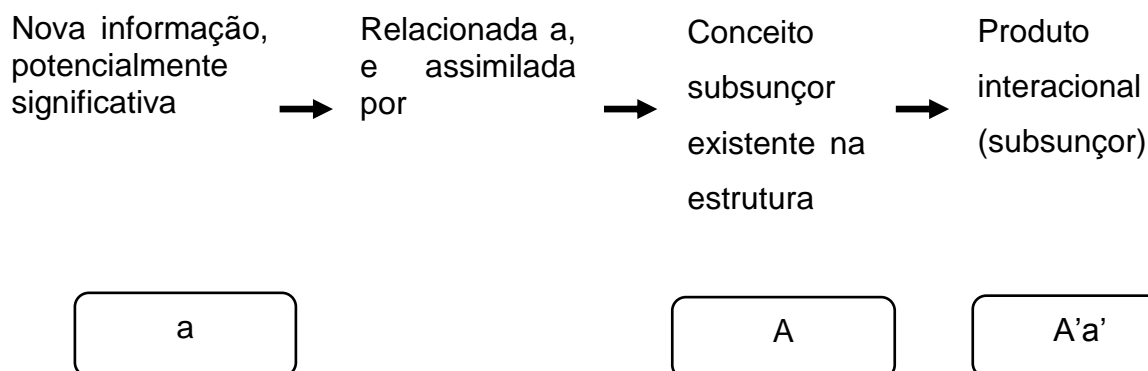 Nova informação,
potencialmente
significativa
Relacionada a,
e assimilada
por
Conceito
subsunçor
existente na
estrutura
Produto
interacional
(subsunçor)
a
A
A’a’